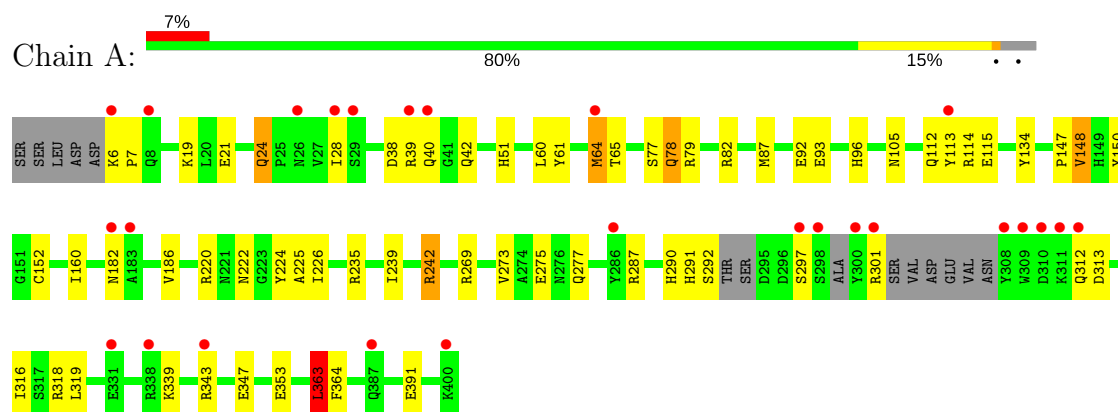 7%
Chain A:
80% 15% • •
SER SER LEU ASP ASP K6 P7 Q8 K19 L20 E21 Q24 P25 N26 V27 I28 S29 D38 R39 Q40 G41 Q42 H51 L60 Y61 M64 T65 S77 Q78 R79 R82 M87 E92 E93 H96 N105 Q112 Y113 R114 E115 Y134 P147 V148 H149 Y150
G151 C152 I160 N182 A183 V186 R220 N221 N222 G223 Y224 A225 I226 R235 I239 R242 R269 V273 A274 E275 N276 Q277 Y286 R287 H290 H291 S292 THR SER D295 D296 S297 S298 ALA Y300 R301 SER VAL ASP GLU VAL ASN Y308 W309 D310 K311 Q312 D313
I316 S317 R318 L319 E331 R338 K339 R343 E347 E353 L363 F364 Q387 E391 K400